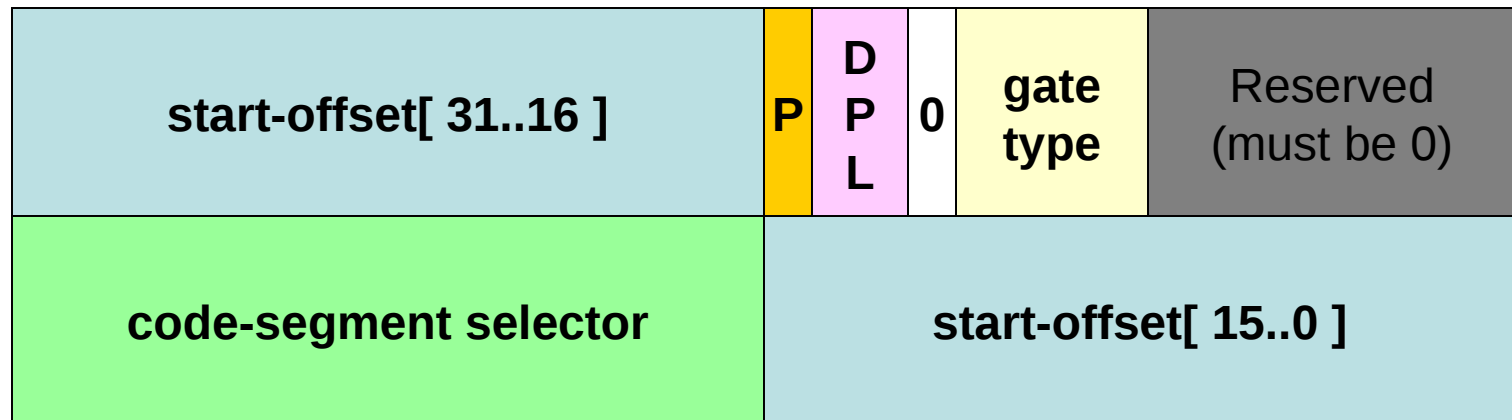 start-offset[ 31..16 ]
P
D
P
L
0
gate
type
Reserved
(must be 0)
code-segment selector
start-offset[ 15..0 ]